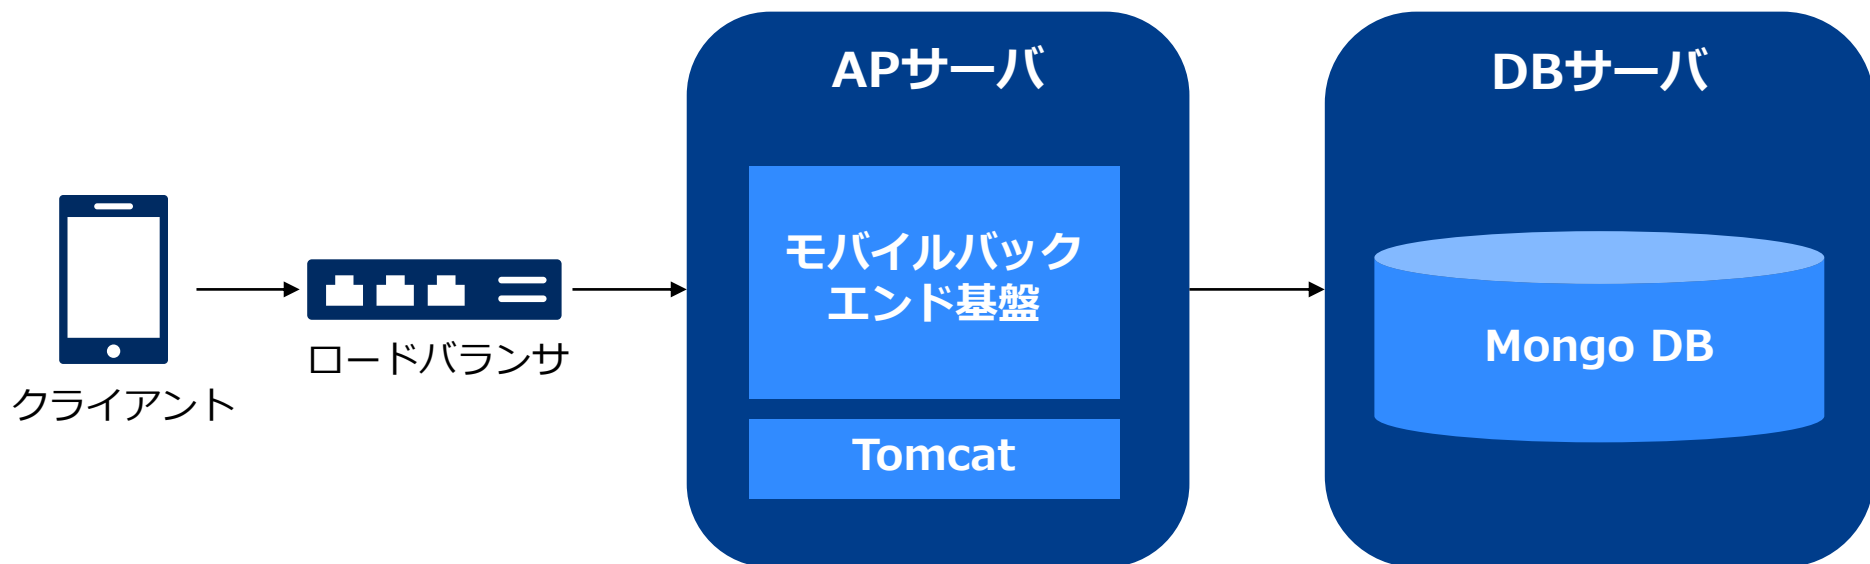 APサーバ
DBサーバ
モバイルバック
エンド基盤
Mongo DB
ロードバランサ
クライアント
Tomcat